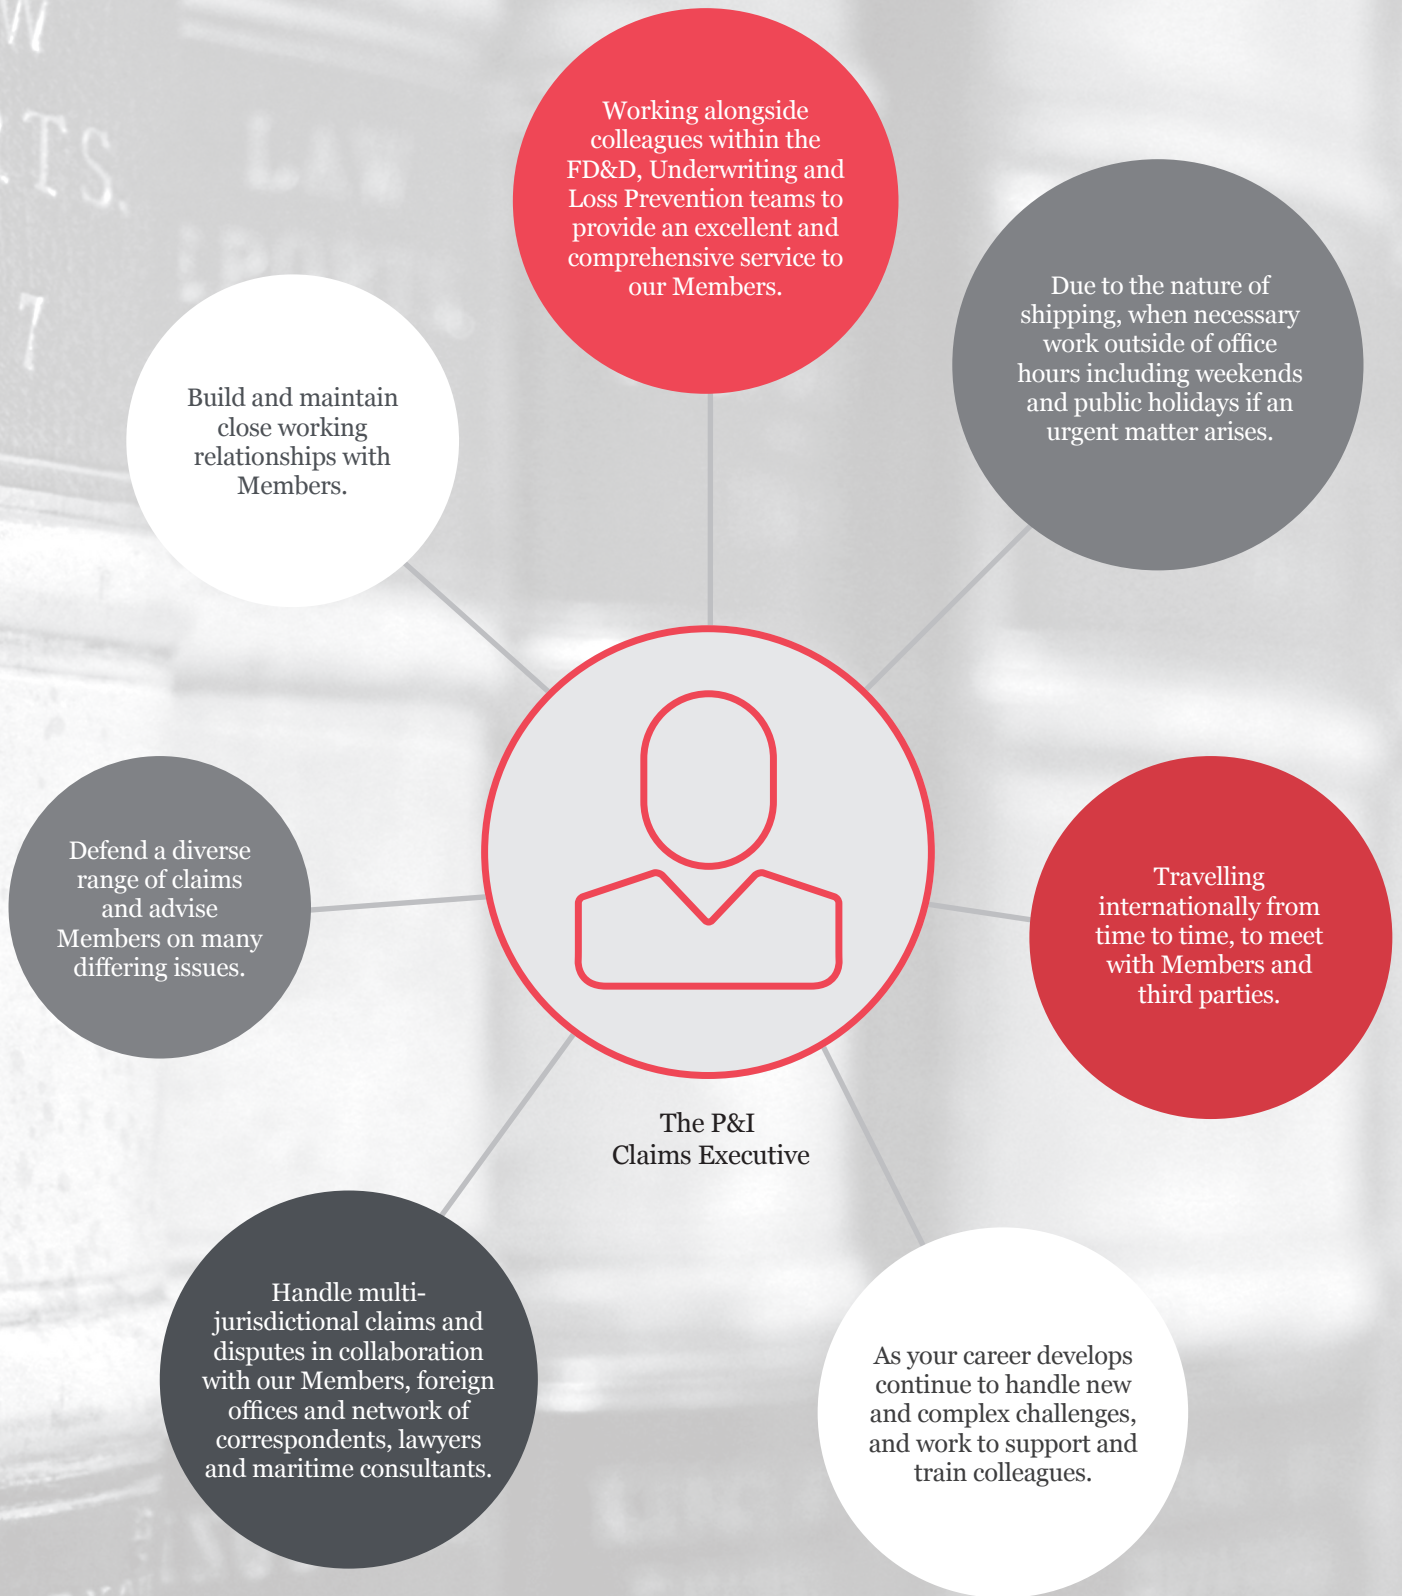 W
RTS.
LAW
7
Working alongside
colleagues within the
FD&D, Underwriting and
Loss Prevention teams to
provide an excellent and
comprehensive service to
our Members.
Due to the nature of
shipping, when necessary
work outside of office
hours including weekends
and public holidays if an
urgent matter arises.
Build and maintain
close working
relationships with
Members.
Defend a diverse
range of claims
and advise
Members on many
differing issues.
Travelling
internationally from
time to time, to meet
with Members and
third parties.
The P&I
Claims Executive
Handle multi-
jurisdictional claims and
disputes in collaboration
with our Members, foreign
offices and network of
correspondents, lawyers
and maritime consultants.
As your career develops
continue to handle new
and complex challenges,
and work to support and
train colleagues.